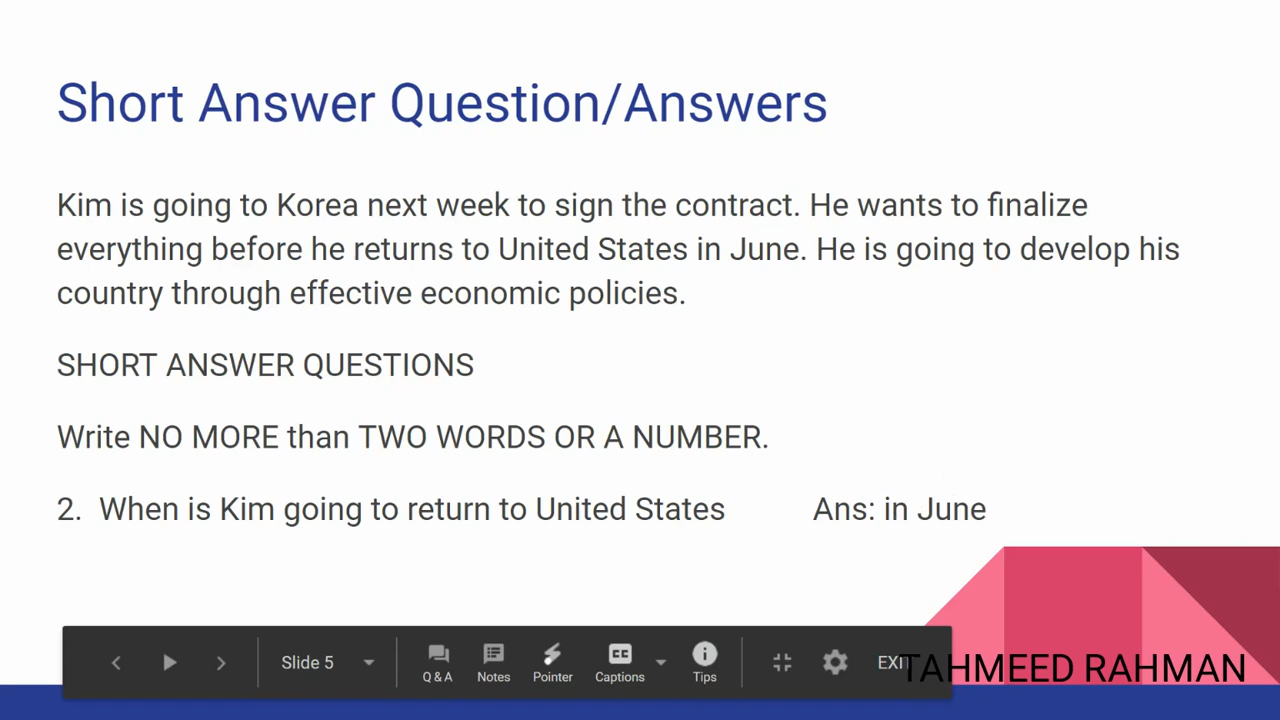 Short Answer Question/Answers
Kim is going to Korea next week to sign the contract. He wants to finalize
everything before he returns to United States in June. He is going to develop his
country through effective economic policies.
SHORT ANSWER QUESTIONS
Write NO MORE than TWO WORDS OR A NUMBER.
2. When is Kim going to return to United States Ans: in June
Slide 5 Q & A Notes Pointer CC Captions Tips EXIT
TAHMEED RAHMAN